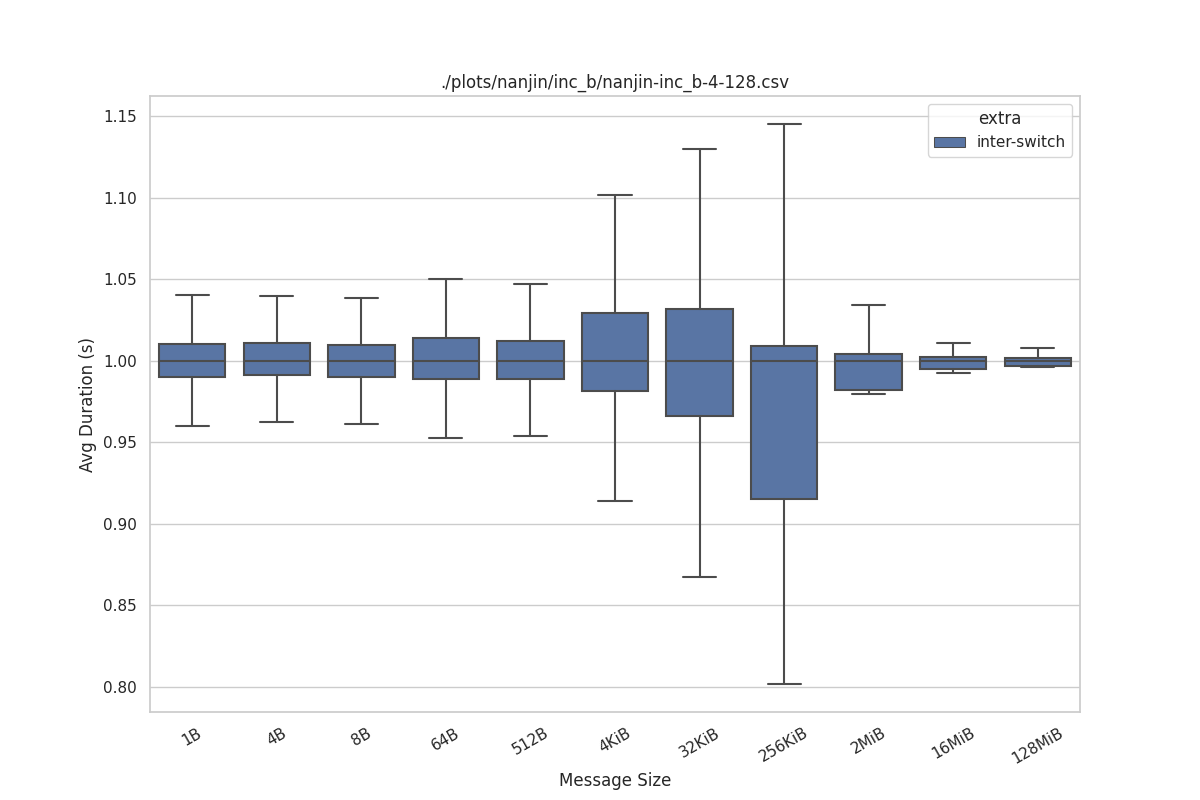 ./plots/nanjin/inc_b/nanjin-inc_b-4-128.csv
extra
inter-switch
Avg Duration (s)
1.15
1.10
1.05
1.00
0.95
0.90
0.85
0.80
1B
4B
8B
64B
512B
4KiB
32KiB
256KiB
2MiB
16MiB
128MiB
Message Size